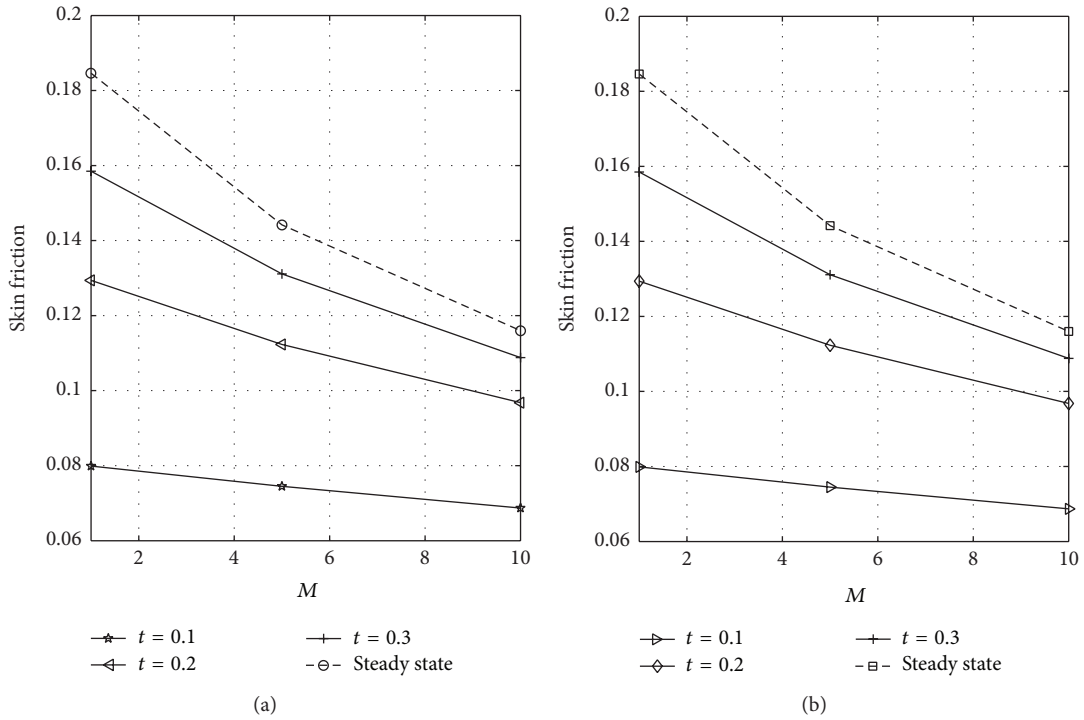 0.2
0.18
0.16
0.14
0.12
0.1
0.08
0.06
Skin friction
2
4
6
8
10
M
t = 0.1
t = 0.3
t = 0.2
Steady state
(a)
0.2
0.18
0.16
0.14
0.12
0.1
0.08
0.06
Skin friction
2
4
6
8
10
M
t = 0.1
t = 0.3
t = 0.2
Steady state
(b)